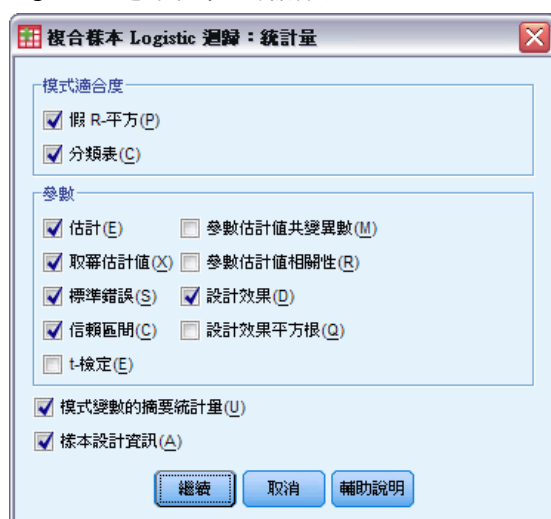 複合樣本 Logistic 迴歸：統計量
模式適合度
假 R-平方(P)
分類表(C)
參數
估計(E) 參數估計值共變異數(M)
取冪估計值(X) 參數估計值相關性(R)
標準錯誤(S) 設計效果(D)
信賴區間(C) 設計效果平方根(Q)
t-檢定(E)
模式變數的摘要統計量(U)
樣本設計資訊(A)
繼續 取消 輔助說明